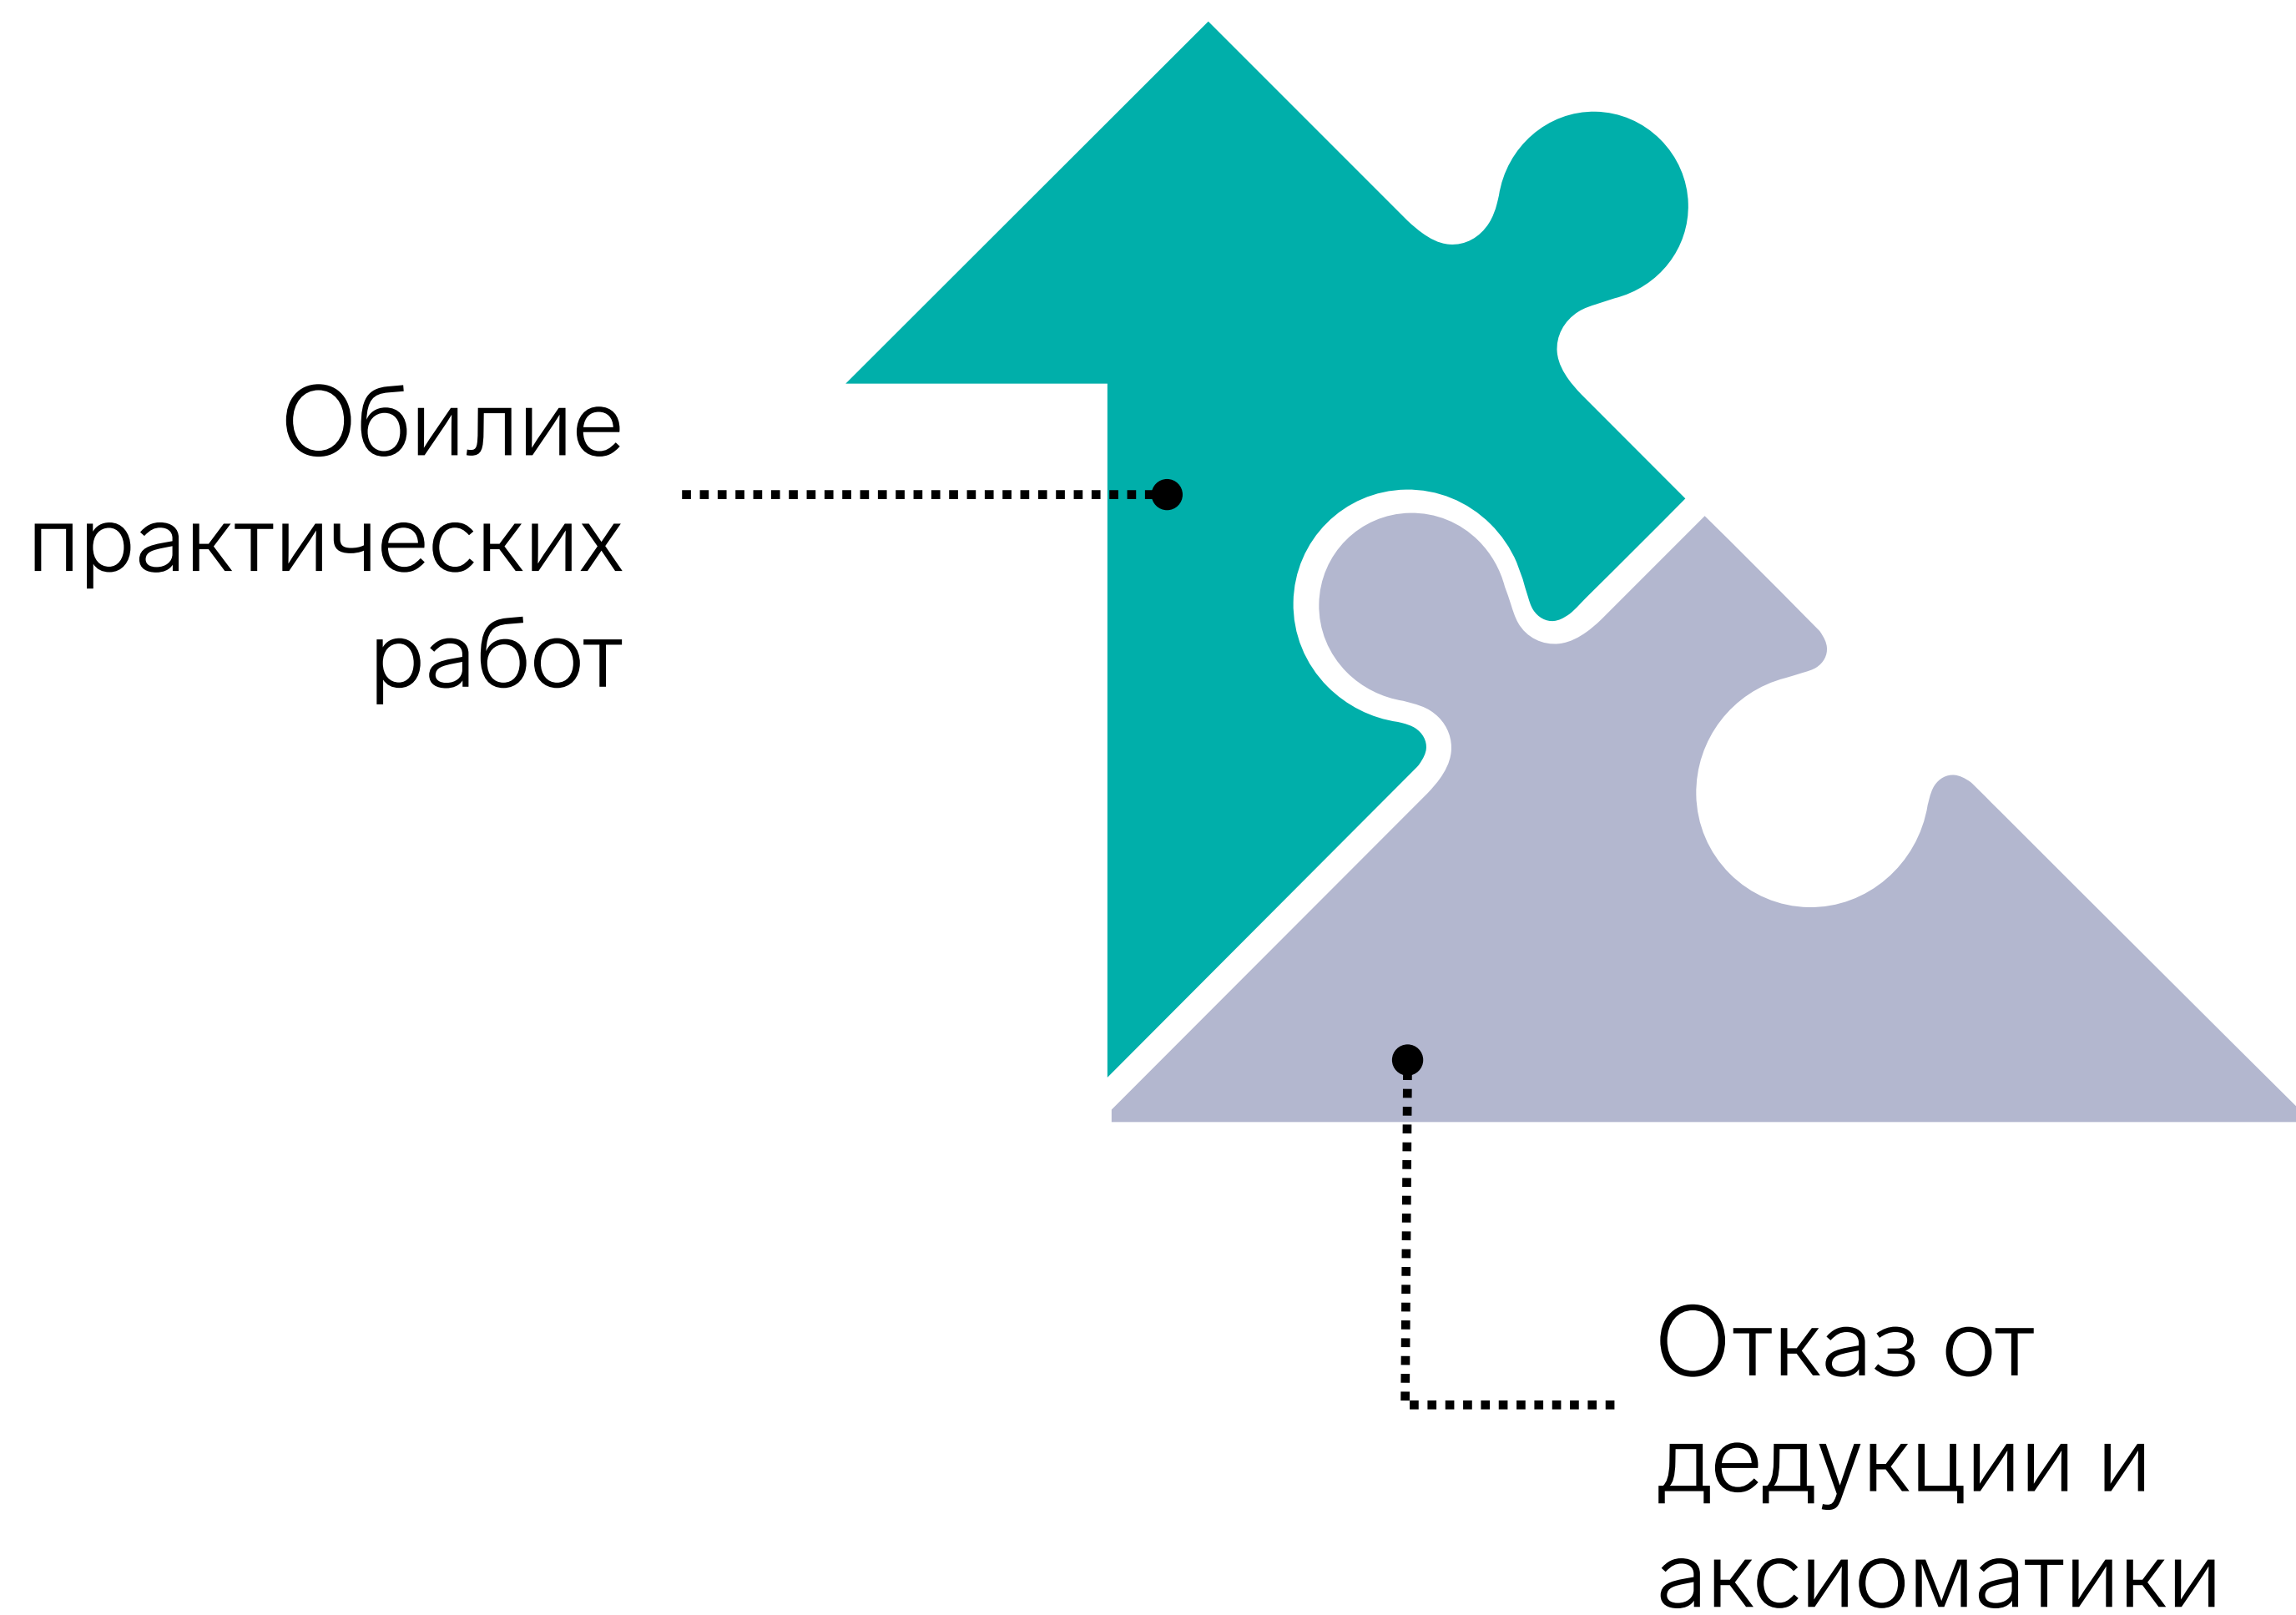 Обилие
практических
работ
Отказ от
дедукции и
аксиоматики